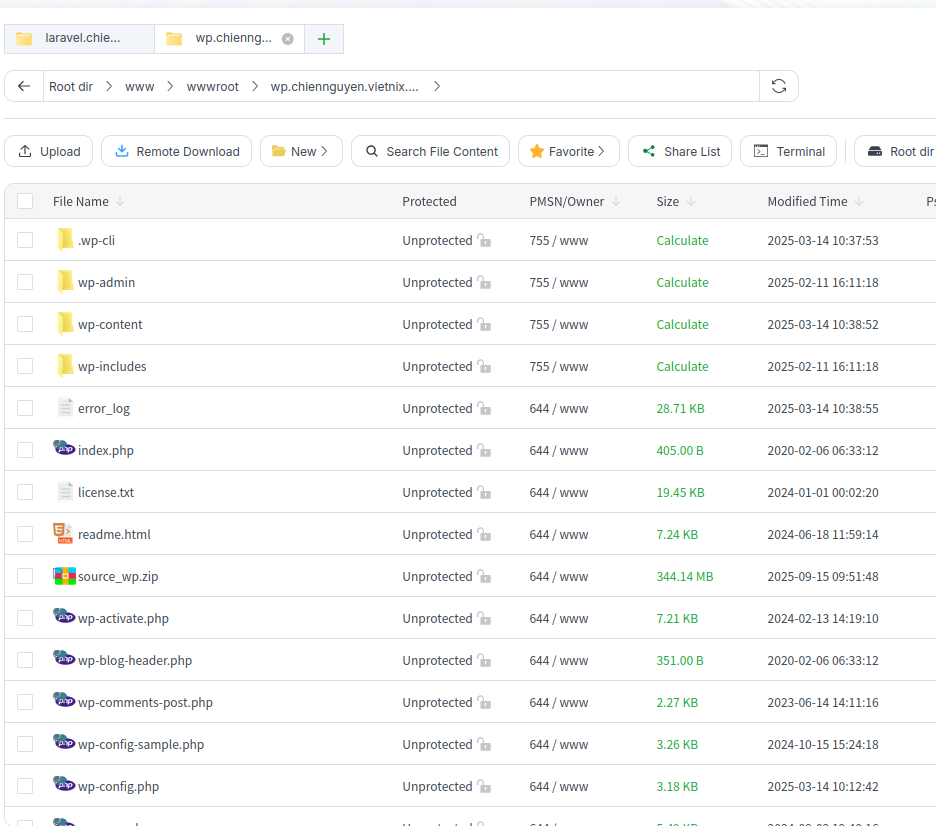 laravel.chie...
wp.chienng...
Root dir
www
wwwroot
wp.chiennguyen.vietnix....
Upload
Remote Download
New
Search File Content
Favorite
Share List
Terminal
Root dir
File Name Protected PMSN/Owner Size Modified Time
.wp-cli Unprotected 755 / www Calculate 2025-03-14 10:37:53
wp-admin Unprotected 755 / www Calculate 2025-02-11 16:11:18
wp-content Unprotected 755 / www Calculate 2025-03-14 10:38:52
wp-includes Unprotected 755 / www Calculate 2025-02-11 16:11:18
error_log Unprotected 644 / www 28.71 KB 2025-03-14 10:38:55
index.php Unprotected 644 / www 405.00 B 2020-02-06 06:33:12
license.txt Unprotected 644 / www 19.45 KB 2024-01-01 00:02:20
readme.html Unprotected 644 / www 7.24 KB 2024-06-18 11:59:14
source_wp.zip Unprotected 644 / www 344.14 MB 2025-09-15 09:51:48
wp-activate.php Unprotected 644 / www 7.21 KB 2024-02-13 14:19:10
wp-blog-header.php Unprotected 644 / www 351.00 B 2020-02-06 06:33:12
wp-comments-post.php Unprotected 644 / www 2.27 KB 2023-06-14 14:11:16
wp-config-sample.php Unprotected 644 / www 3.26 KB 2024-10-15 15:24:18
wp-config.php Unprotected 644 / www 3.18 KB 2025-03-14 10:12:42